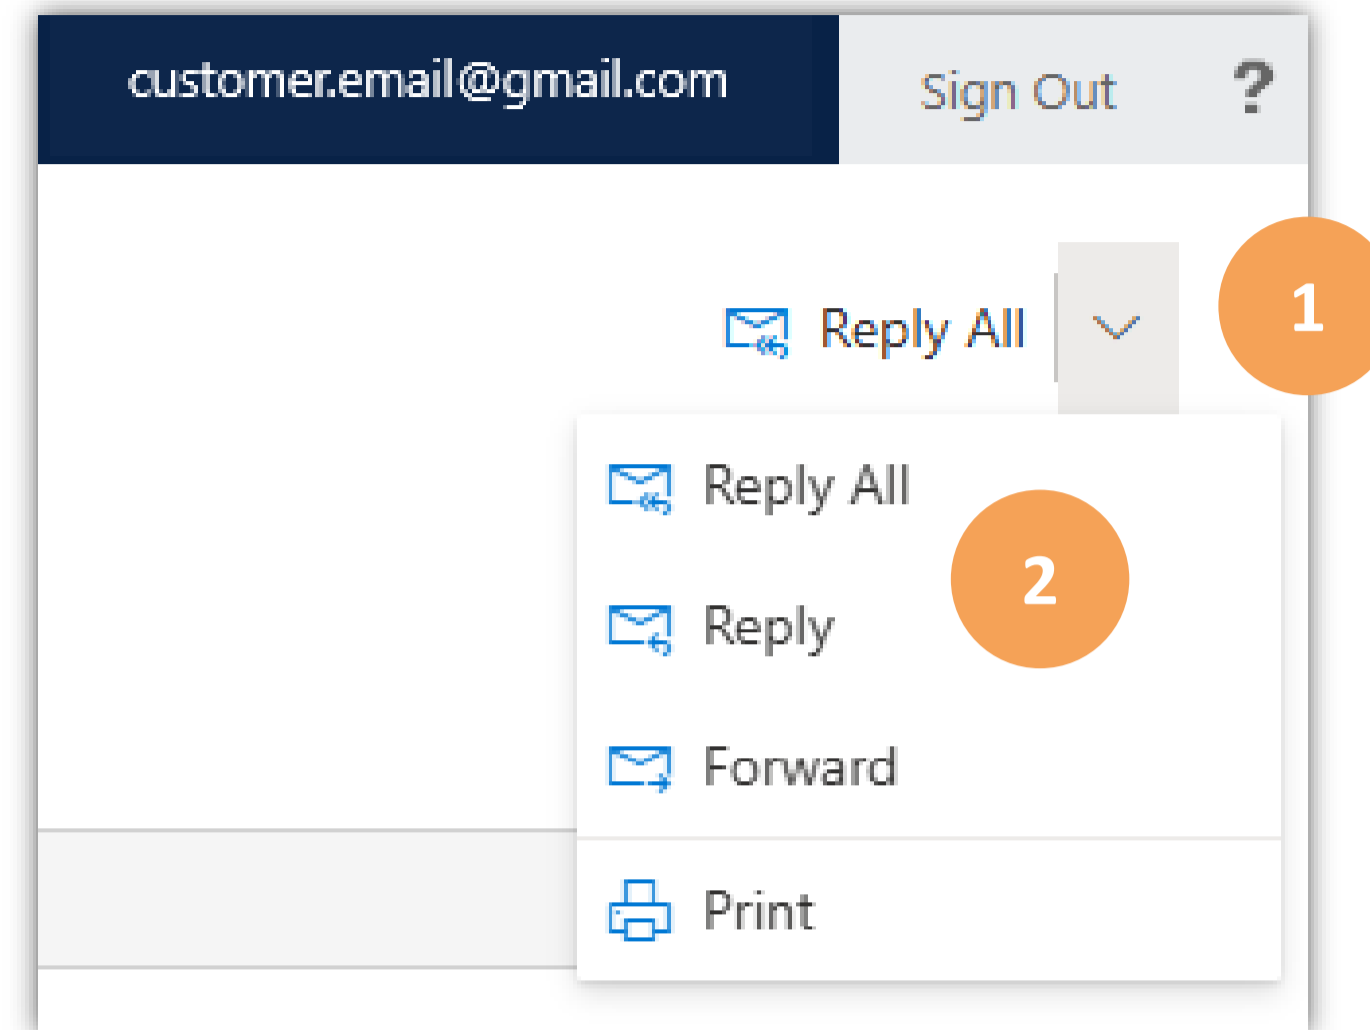 customer.email@gmail.com Sign Out ?
Reply All
1
Reply All
2
Reply
Forward
Print